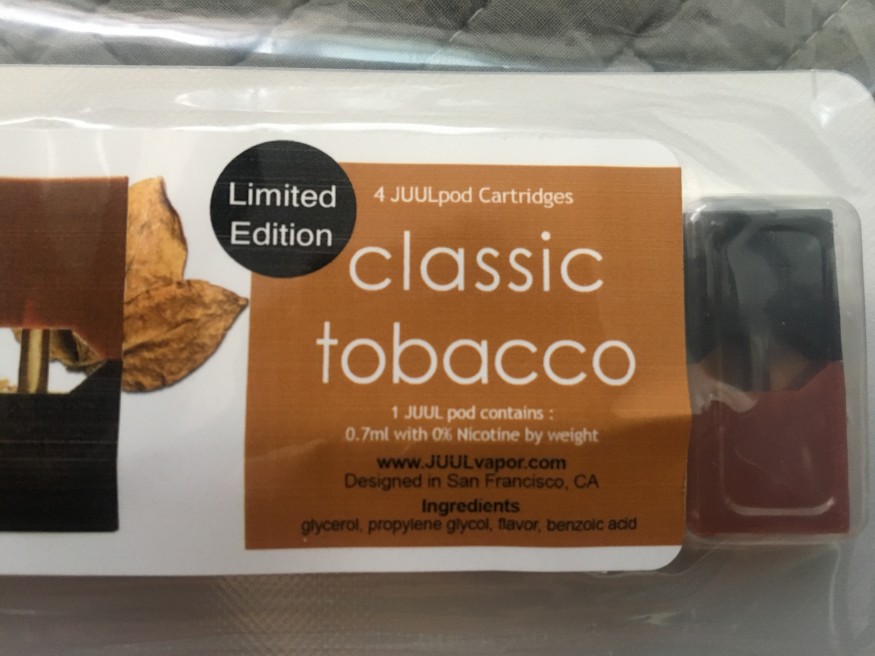 Limited
Edition
4 JUULpod Cartridges
classic
tobacco
1 JUUL pod contains :
0.7ml with 0% Nicotine by weight
www.JUULvapor.com
Designed in San Francisco, CA
Ingredients
glycerol, propylene glycol, flavor, benzoic acid